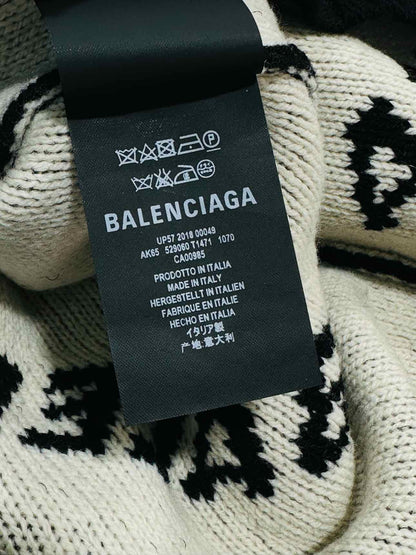 BALENCIAGA
UP57 2018 00049
AK65 529060 T1471 1070
CA00985
PRODOTTO IN ITALIA
MADE IN ITALY
HERGESTELLT IN ITALIEN
FABRIQUE EN ITALIE
HECHO EN ITALIA
イタリア製
产地:意大利